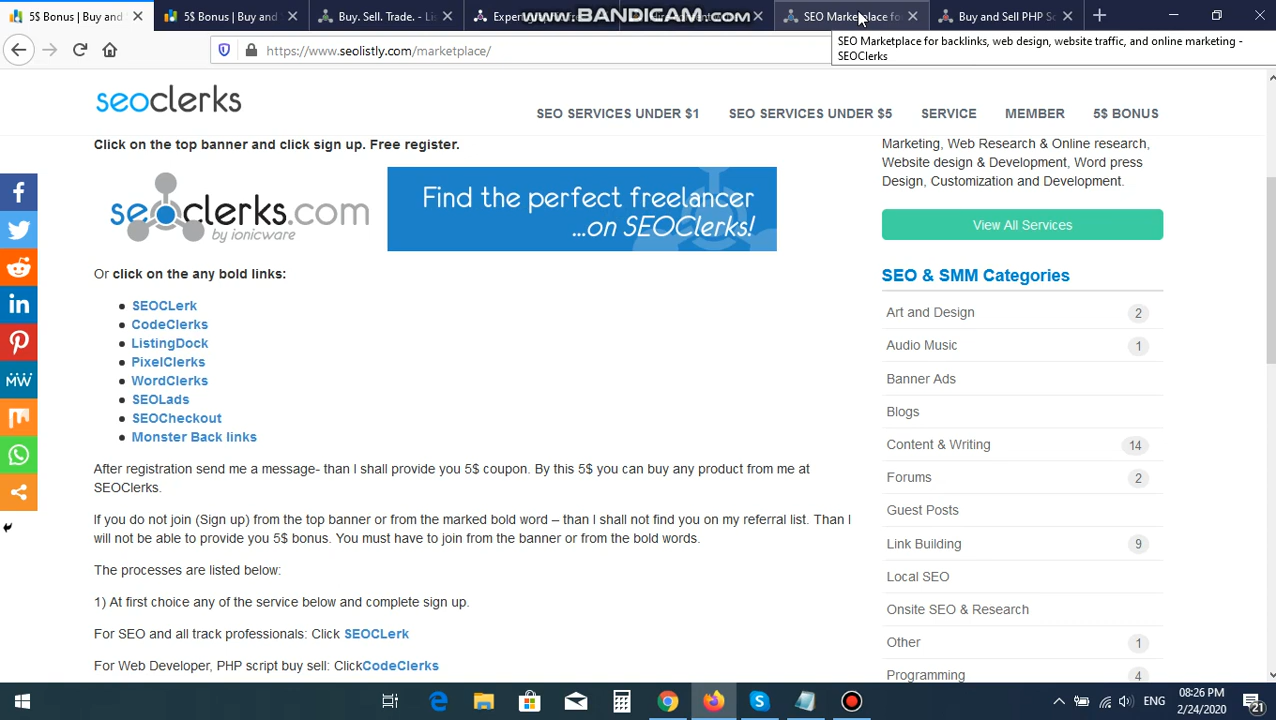 5$ Bonus | Buy and
5$ Bonus | Buy and
Buy. Sell. Trade. - Li
Exper
www.BANDICAM.com
SEO Marketplace fo
Buy and Sell PHP Sc
https://www.seolistly.com/marketplace/
SEO Marketplace for backlinks, web design, website traffic, and online marketing -
SEOClerks
seoclerks
SEO SERVICES UNDER $1
SEO SERVICES UNDER $5
SERVICE
MEMBER
5$ BONUS
Click on the top banner and click sign up. Free register.
seoclerks.com
by ionicware
Find the perfect freelancer
...on SEOClerks!
Or click on the any bold links:
SEOCLerk
CodeClerks
ListingDock
PixelClerks
WordClerks
SEOLads
SEOCheckout
Monster Back links
After registration send me a message- than I shall provide you 5$ coupon. By this 5$ you can buy any product from me at
SEOClerks.
If you do not join (Sign up) from the top banner or from the marked bold word – than I shall not find you on my referral list. Than I
will not be able to provide you 5$ bonus. You must have to join from the banner or from the bold words.
The processes are listed below:
1) At first choice any of the service below and complete sign up.
For SEO and all track professionals: Click SEOCLerk
For Web Developer, PHP script buy sell: ClickCodeClerks
Marketing, Web Research & Online research,
Website design & Development, Word press
Design, Customization and Development.
View All Services
SEO & SMM Categories
Art and Design 2
Audio Music 1
Banner Ads
Blogs
Content & Writing 14
Forums 2
Guest Posts
Link Building 9
Local SEO
Onsite SEO & Research
Other 1
Programming 4
MW
ENG
08:26 PM
2/24/2020
21